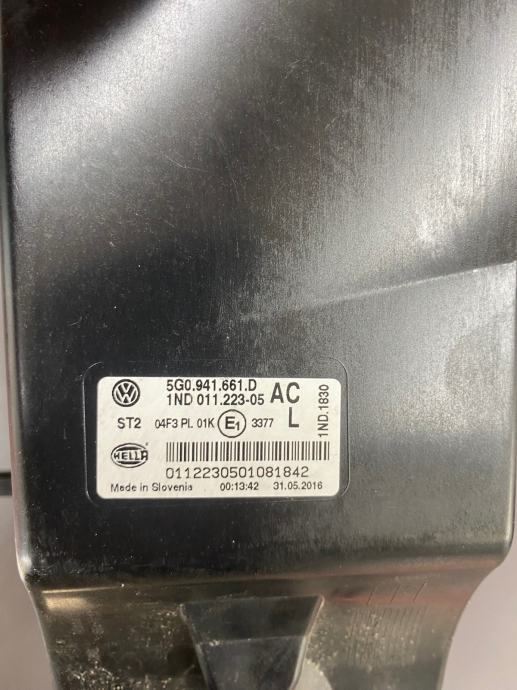 5G0.941.661.D AC
1ND 011.223-05
ST2 04F3 Pl. 01K E1 3377 L
1ND.1830
HELLA
0112230501081842
Made in Slovenia 00:13:42 31.05.2016